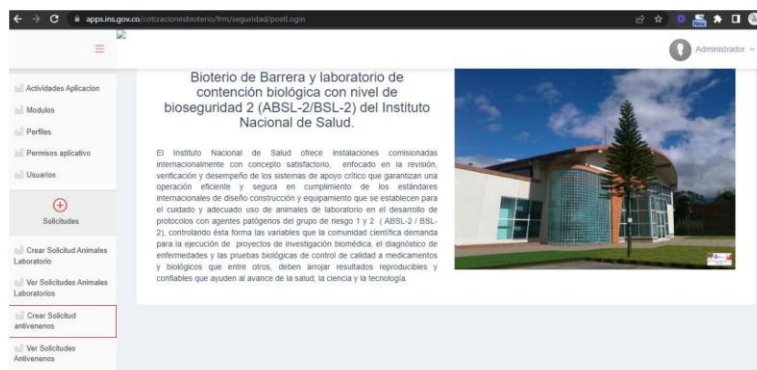 apps.ins.gov.co/cotizacionesbioterio/frm/seguridad/postLogin
Administrador
Actividades Aplicacion
Modulos
Perfiles
Permisos aplicativo
Usuarios
Solicitudes
Crear Solicitud Animales
Laboratorio
Ver Solicitudes Animales
Laboratorios
Crear Solicitud
antivenenos
Ver Solicitudes
Antivenenos
Bioterio de Barrera y laboratorio de
contención biológica con nivel de
bioseguridad 2 (ABSL-2/BSL-2) del Instituto
Nacional de Salud.
El Instituto Nacional de Salud ofrece instalaciones comisionadas
internacionalmente con concepto satisfactorio, enfocado en la revisión,
verificación y desempeño de los sistemas de apoyo crítico que garantizan una
operación eficiente y segura en cumplimiento de los estándares
internacionales de diseño construcción y equipamiento que se establecen para
el cuidado y adecuado uso de animales de laboratorio en el desarrollo de
protocolos con agentes patógenos del grupo de riesgo 1 y 2 ( ABSL-2 / BSL-
2), controlando ésta forma las variables que la comunidad científica demanda
para la ejecución de proyectos de investigación biomédica, el diagnóstico de
enfermedades y las pruebas biológicas de control de calidad a medicamentos
y biológicos que entre otros, deben arrojar resultados reproducibles y
confiables que ayuden al avance de la salud, la ciencia y la tecnología.